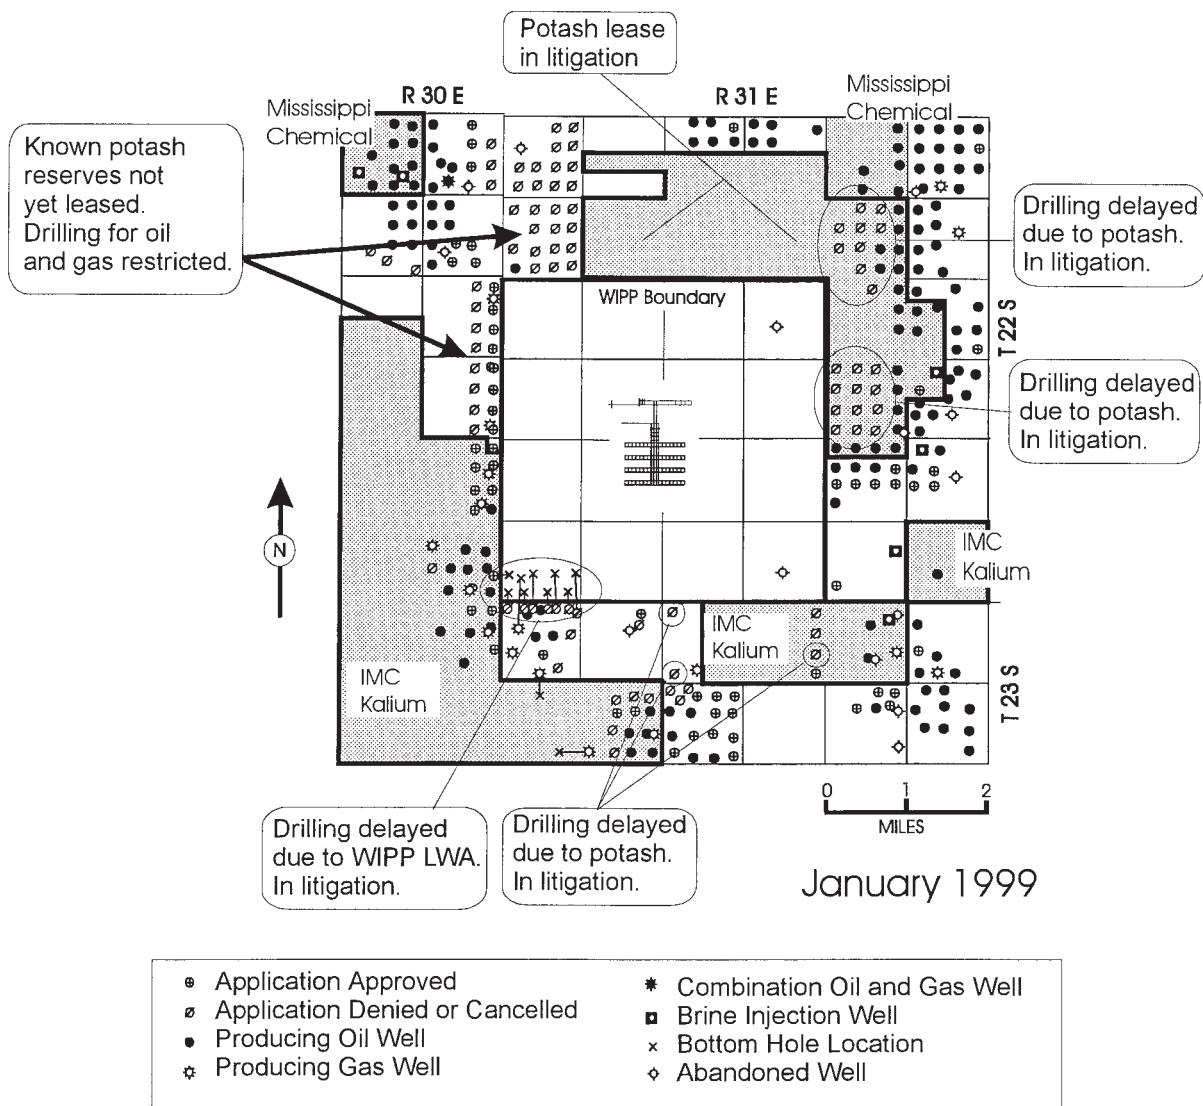 Potash lease
in litigation
R 30 E
R 31 E
Mississippi
Chemical
Mississippi
Chemical
Known potash
reserves not
yet leased.
Drilling for oil
and gas restricted.
Drilling delayed
due to potash.
In litigation.
WIPP Boundary
T 22 S
Drilling delayed
due to potash.
In litigation.
N
IMC
Kalium
IMC
Kalium
IMC
Kalium
T 23 S
0 1 2
MILES
Drilling delayed
due to WIPP LWA.
In litigation.
Drilling delayed
due to potash.
In litigation.
January 1999
Application Approved
Application Denied or Cancelled
Producing Oil Well
Producing Gas Well
Combination Oil and Gas Well
Brine Injection Well
Bottom Hole Location
Abandoned Well